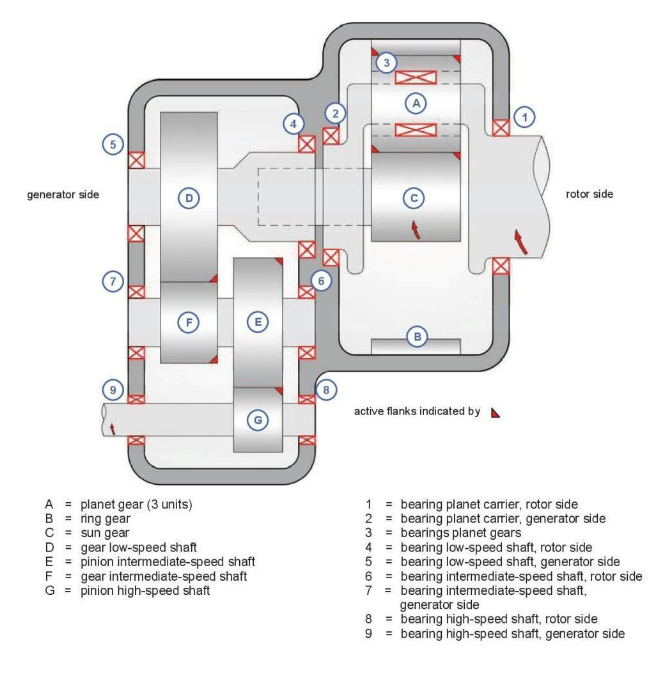 3
2
A
1
4
5
generator side
D
C
rotor side
7
6
F
E
B
9
8
G
active flanks indicated by
A = planet gear (3 units)
B = ring gear
C = sun gear
D = gear low-speed shaft
E = pinion intermediate-speed shaft
F = gear intermediate-speed shaft
G = pinion high-speed shaft
1 = bearing planet carrier, rotor side
2 = bearing planet carrier, generator side
3 = bearings planet gears
4 = bearing low-speed shaft, rotor side
5 = bearing low-speed shaft, generator side
6 = bearing intermediate-speed shaft, rotor side
7 = bearing intermediate-speed shaft,
generator side
8 = bearing high-speed shaft, rotor side
9 = bearing high-speed shaft, generator side